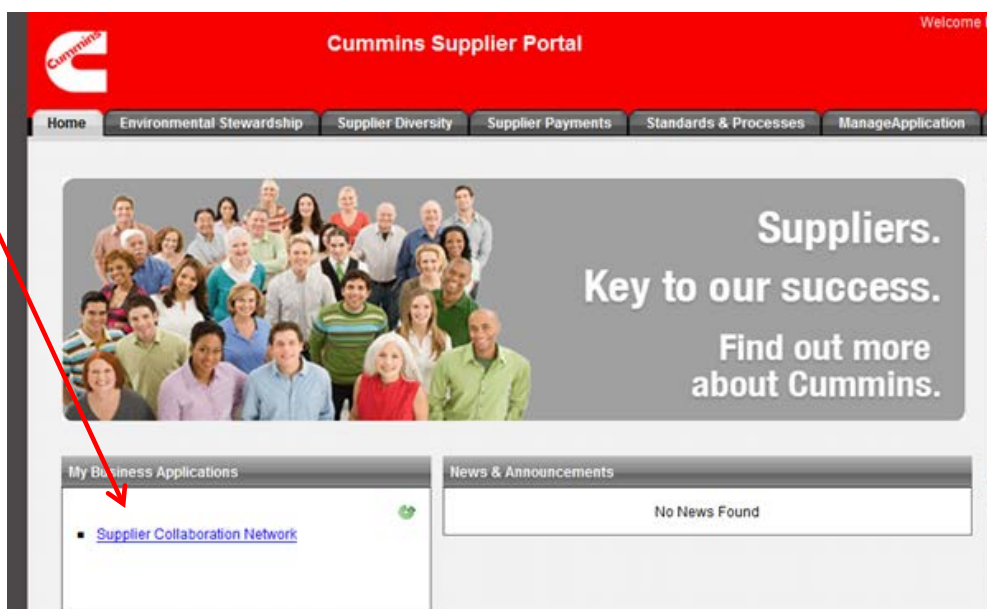 Welcome
Cummins
Cummins Supplier Portal
Home Environmental Stewardship Supplier Diversity Supplier Payments Standards & Processes ManageApplication
Suppliers.
Key to our success.
Find out more
about Cummins.
My Business Applications News & Announcements
No News Found
Supplier Collaboration Network